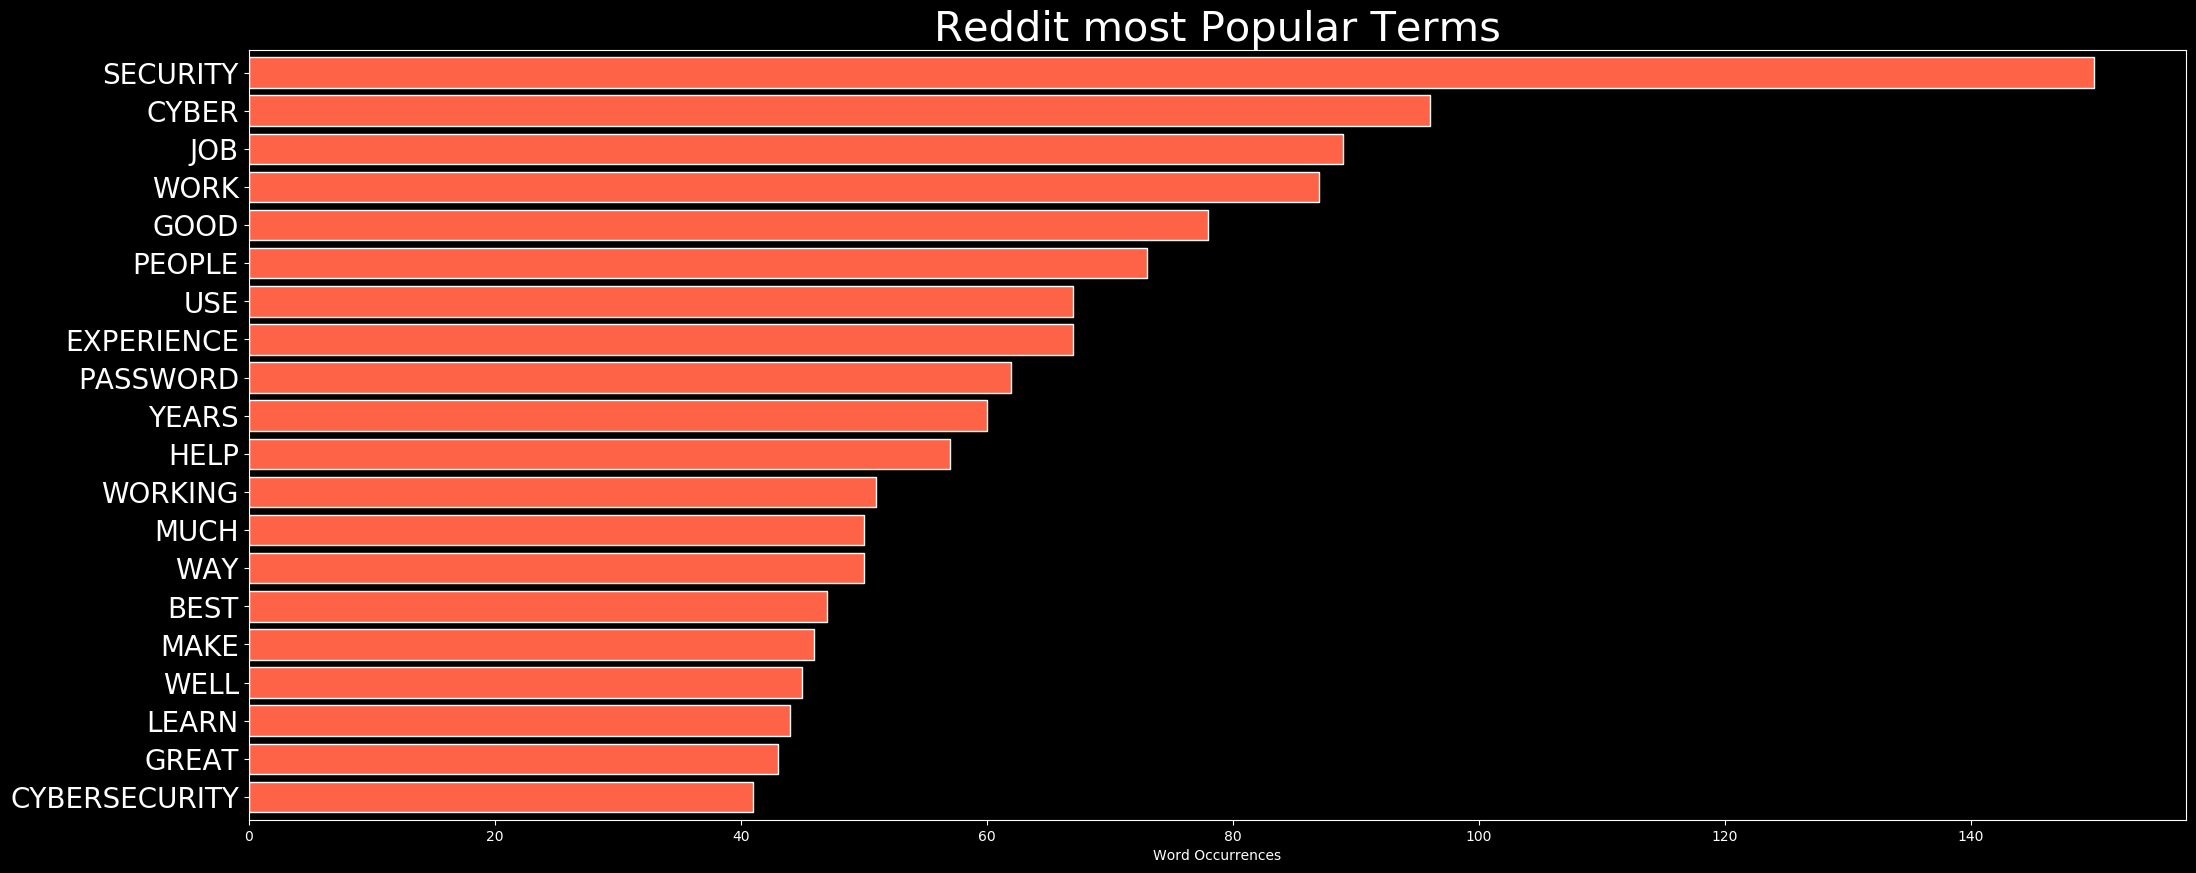 Reddit most Popular Terms
SECURITY
CYBER
JOB
WORK
GOOD
PEOPLE
USE
EXPERIENCE
PASSWORD
YEARS
HELP
WORKING
MUCH
WAY
BEST
MAKE
WELL
LEARN
GREAT
CYBERSECURITY
0 20 40 60 80 100 120 140
Word Occurrences